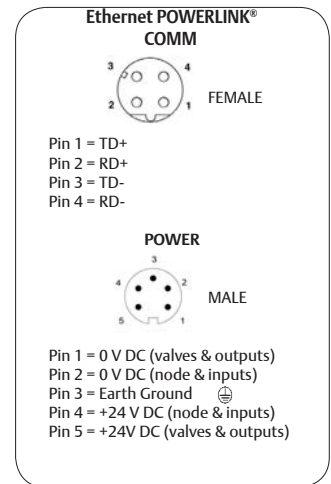 Ethernet POWERLINK®
COMM
3 4
FEMALE
2 1
Pin 1 = TD+
Pin 2 = RD+
Pin 3 = TD-
Pin 4 = RD-
POWER
3
4 2
MALE
5 1
Pin 1 = 0 V DC (valves & outputs)
Pin 2 = 0 V DC (node & inputs)
Pin 3 = Earth Ground
Pin 4 = +24 V DC (node & inputs)
Pin 5 = +24V DC (valves & outputs)